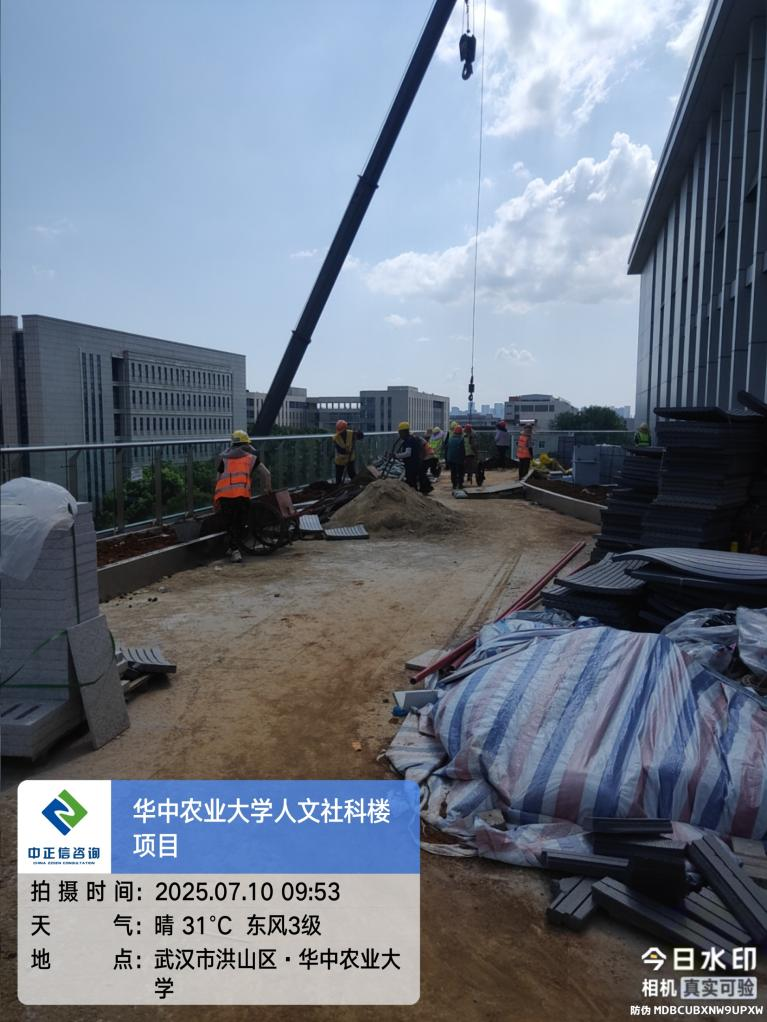 华中农业大学人文社科楼
项目
中正信咨询
CHINA ZZXIN CONSULTATION
拍摄时间：2025.07.10 09:53
天 气：晴 31℃ 东风3级
地 点：武汉市洪山区·华中农业大
学
今日水印
相机 真实可验
防伪 MDBCUBXNW9UPXW